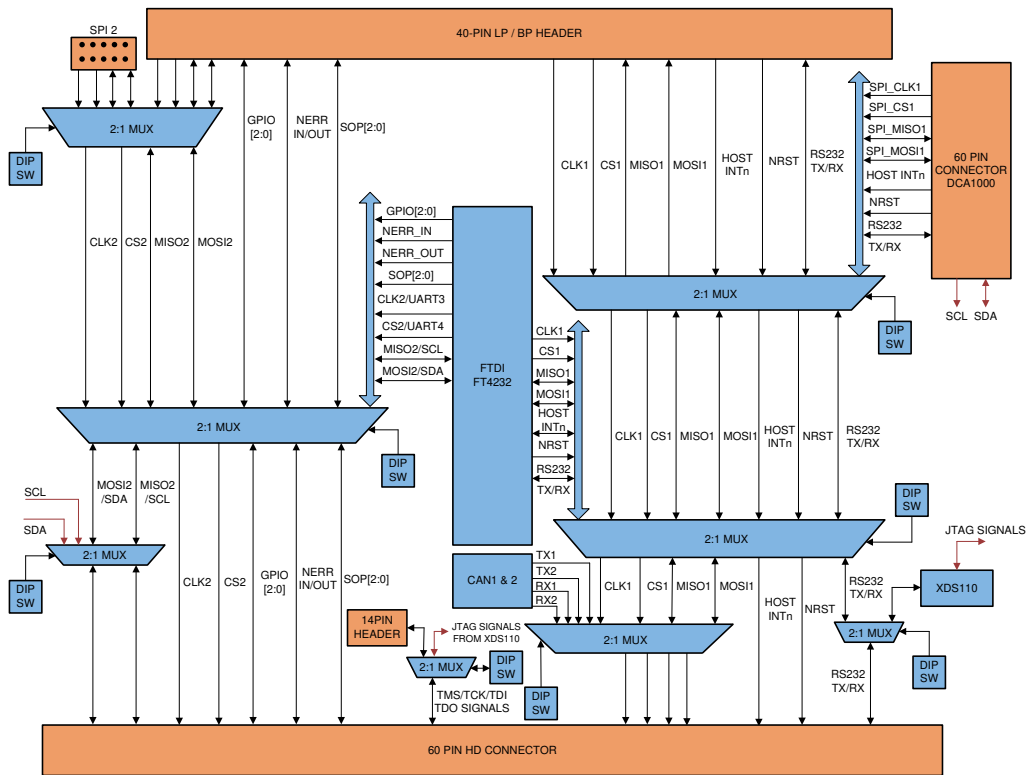 SPI 2
40-PIN LP / BP HEADER
2:1 MUX
DIP
SW
GPIO
[2:0]
NERR
IN/OUT
SOP[2:0]
CLK2
CS2
MISO2
MOSI2
CLK1
CS1
MISO1
MOSI1
HOST
INTn
NRST
RS232
TX/RX
SPI_CLK1
SPI_CS1
SPI_MISO1
SPI_MOSI1
HOST INTn
NRST
RS232
TX/RX
60 PIN
CONNECTOR
DCA1000
SCL
SDA
2:1 MUX
DIP
SW
GPIO[2:0]
NERR_IN
NERR_OUT
SOP[2:0]
CLK2/UART3
CS2/UART4
MISO2/SCL
MOSI2/SDA
FTDI
FT4232
CLK1
CS1
MISO1
MOSI1
HOST
INTn
NRST
RS232
TX/RX
2:1 MUX
DIP
SW
CLK1
CS1
MISO1
MOSI1
HOST
INTn
NRST
RS232
TX/RX
SCL
SDA
MOSI2
/SDA
MISO2
/SCL
2:1 MUX
DIP
SW
CLK2
CS2
GPIO
[2:0]
NERR
IN/OUT
SOP[2:0]
2:1 MUX
DIP
SW
JTAG SIGNALS
XDS110
CAN1 & 2
TX1
TX2
RX1
RX2
CLK1
CS1
MISO1
MOSI1
HOST
INTn
NRST
RS232
TX/RX
14PIN
HEADER
JTAG SIGNALS
FROM XDS110
2:1 MUX
DIP
SW
TMS/TCK/TDI
TDO SIGNALS
2:1 MUX
DIP
SW
2:1 MUX
DIP
SW
RS232
TX/RX
60 PIN HD CONNECTOR